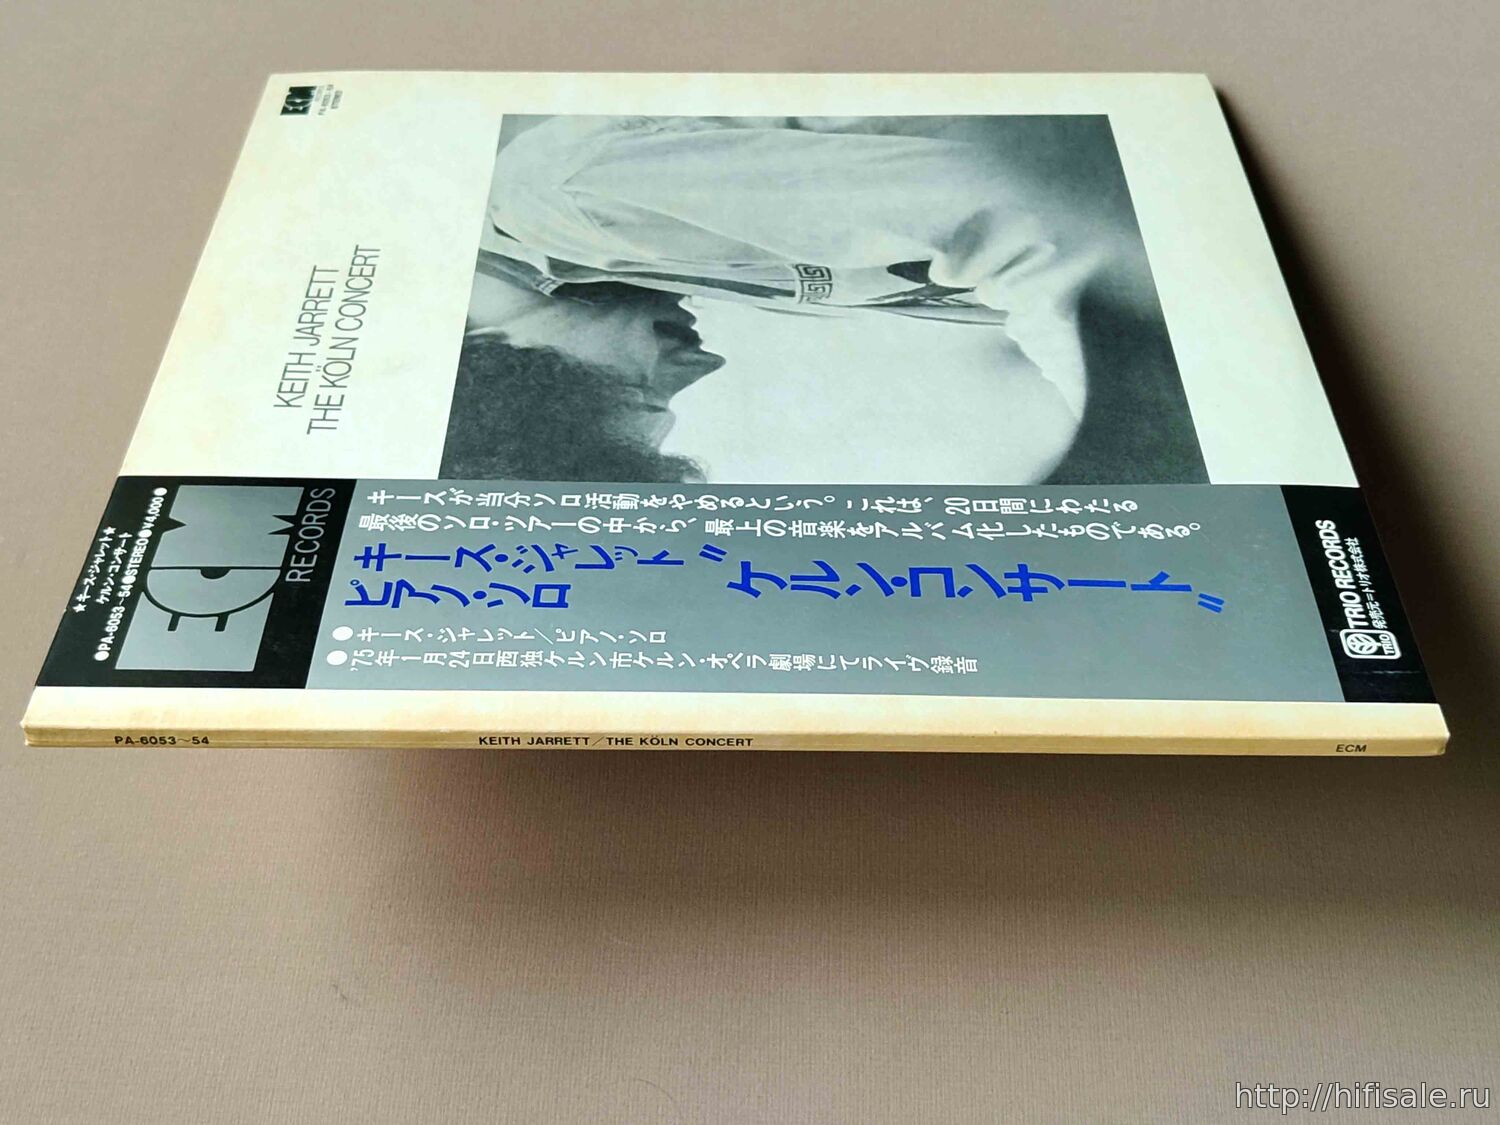 ECM
PA-6053~54
STEREO
KEITH JARRETT
THE KÖLN CONCERT
★キース・ジャレット★
ケルン・コンサート
●PA-6053~54●STEREO●¥4,000●
ECM
RECORDS
キースが当分ソロ活動をやめるという。これは、20日間にわたる
最後のソロ・ツアーの中から、最上の音楽をアルバム化したものである。
キース・ジャレット〝ケルン・コンサート〟
ピアノ・ソロ
●キース・ジャレット/ピアノ・ソロ
●'75年1月24日西独ケルン市ケルン・オペラ劇場にてライヴ録音
TRIO
TRIO RECORDS
発売元=トリオ株式会社
PA-6053~54
KEITH JARRETT/THE KÖLN CONCERT
ECM
http://hifisale.ru